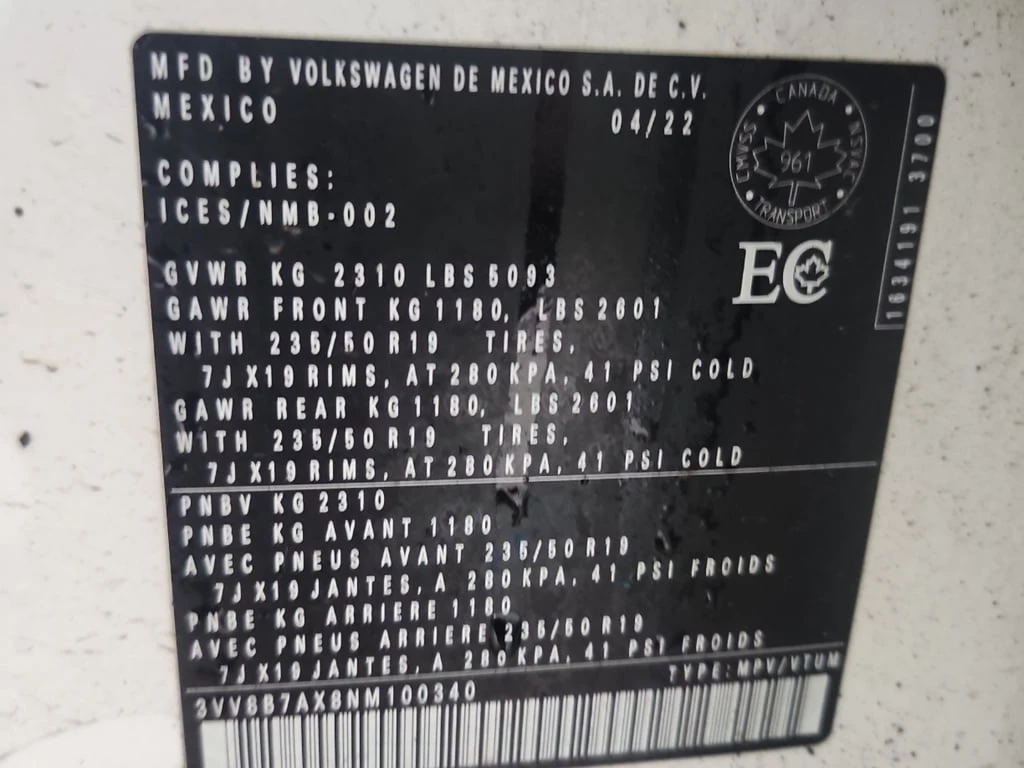 MFD BY VOLKSWAGEN DE MEXICO S.A. DE C.V.
MEXICO 04/22
COMPLIES:
ICES/NMB-002
CANADA
CMVSS
NSVAC
961
TRANSPORT
EC
1634191 3700
GVWR KG 2310 LBS 5093
GAWR FRONT KG 1180, LBS 2601
WITH 235/50 R19 TIRES,
7J X19 RIMS, AT 280 KPA, 41 PSI COLD
GAWR REAR KG 1180, LBS 2601
WITH 235/50 R19 TIRES,
7J X19 RIMS, AT 280 KPA, 41 PSI COLD
PNBV KG 2310
PNBE KG AVANT 1180
AVEC PNEUS AVANT 235/50 R19
7J X19 JANTES, A 280 KPA, 41 PSI FROIDS
PNBE KG ARRIERE 1180
AVEC PNEUS ARRIERE 235/50 R19
7J X19 JANTES, A 280 KPA, 41 PSI FROIDS
TYPE: MPV/VTUM
3VV8B7AX8NM100340